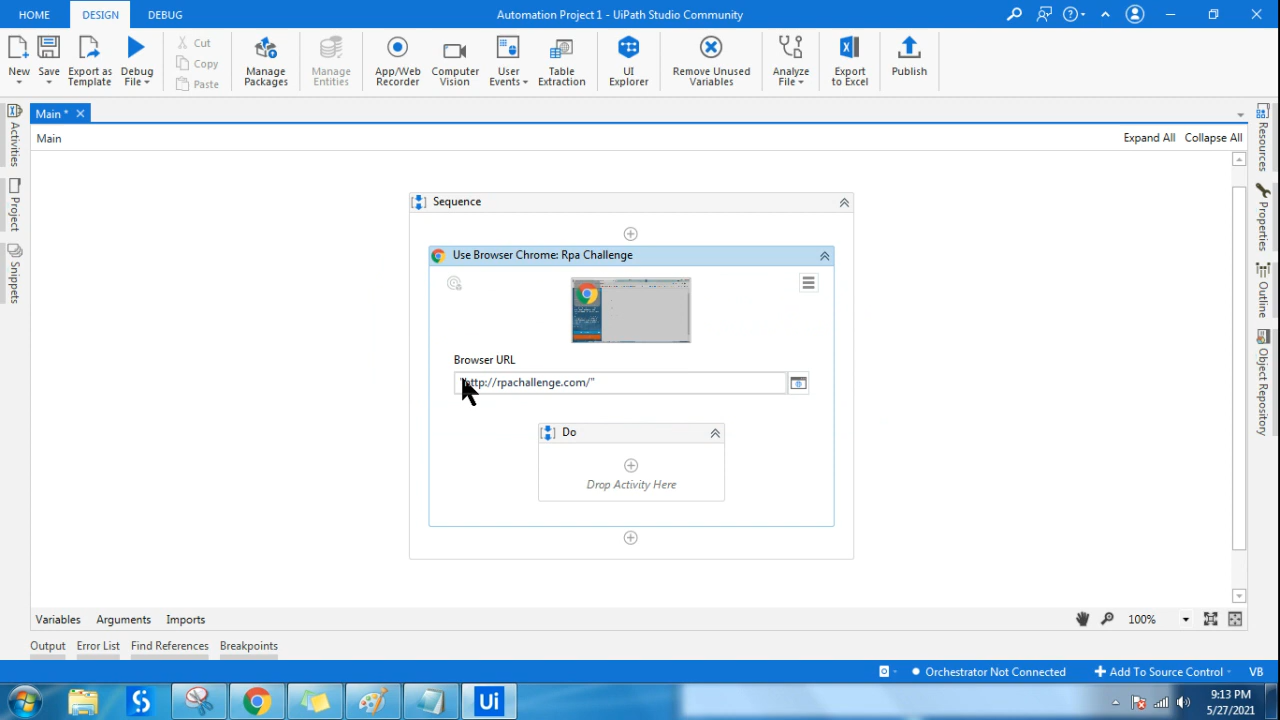 HOME DESIGN DEBUG Automation Project1 - UiPath Studio Community
New Save Export as Template Debug File Cut Copy Paste Manage Packages Manage Entities App/Web Recorder Computer Vision User Events Table Extraction UI Explorer Remove Unused Variables Analyze File Export to Excel Publish
Main *
Main Expand All Collapse All
Activities
Project
Snippets
Resources
Properties
Outline
Object Repository
Sequence
Use Browser Chrome: Rpa Challenge
Browser URL
"http://rpachallenge.com/"
Do
Drop Activity Here
Variables Arguments Imports 100%
Output Error List Find References Breakpoints
Orchestrator Not Connected Add To Source Control VB
Ui
9:13 PM
5/27/2021